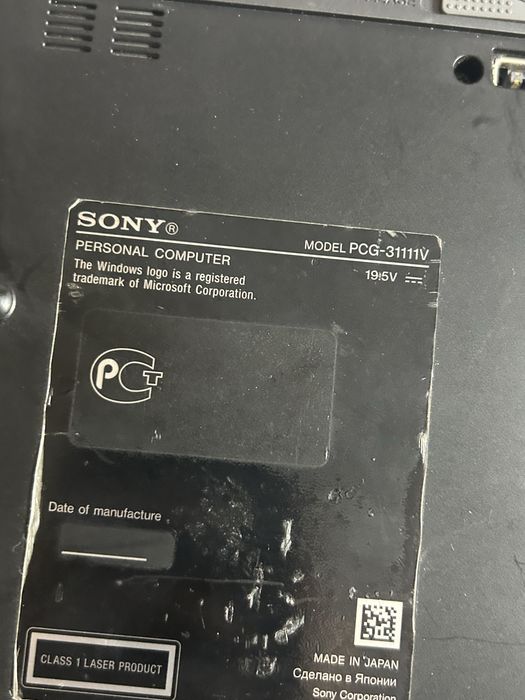 SONY®
PERSONAL COMPUTER
MODEL PCG-31111V
The Windows logo is a registered
trademark of Microsoft Corporation.
19.5V
PCT
Date of manufacture
CLASS 1 LASER PRODUCT
MADE IN JAPAN
Сделано в Японии
Sony Corporation